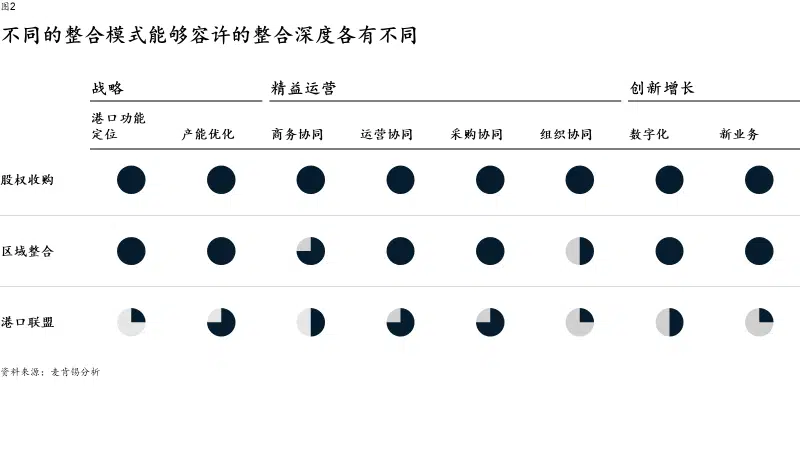 图2
不同的整合模式能够容许的整合深度各有不同
战略
精益运营
创新增长
港口功能
定位
产能优化
商务协同
运营协同
采购协同
组织协同
数字化
新业务
股权收购
区域整合
港口联盟
资料来源：麦肯锡分析